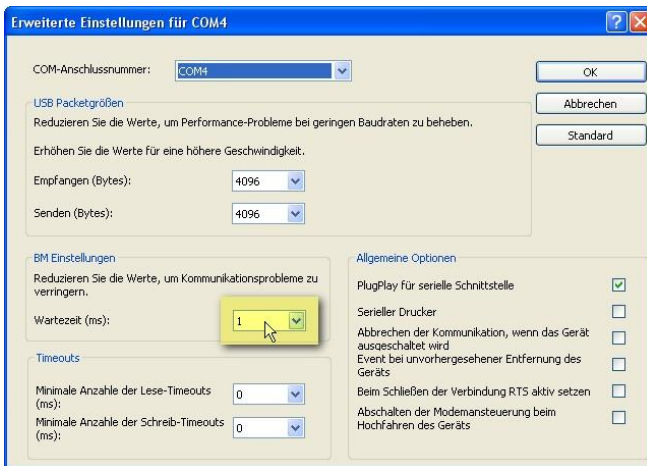 Erweiterte Einstellungen für COM4
COM-Anschlussnummer:
COM4
OK
Abbrechen
Standard
USB Packetgrößen
Reduzieren Sie die Werte, um Performance-Probleme bei geringen Baudraten zu beheben.
Erhöhen Sie die Werte für eine höhere Geschwindigkeit.
Empfangen (Bytes):
4096
Senden (Bytes):
4096
BM Einstellungen
Reduzieren Sie die Werte, um Kommunikationsprobleme zu
verringern.
Wartezeit (ms):
1
Timeouts
Minimale Anzahle der Lese-Timeouts
(ms):
0
Minimale Anzahle der Schreib-Timeouts
(ms):
0
Allgemeine Optionen
PlugPlay für serielle Schnittstelle
Serieller Drucker
Abbrechen der Kommunikation, wenn das Gerät
ausgeschaltet wird
Event bei unvorhergesehener Entfernung des
Geräts
Beim Schließen der Verbindung RTS aktiv setzen
Abschalten der Modemansteuerung beim
Hochfahren des Geräts